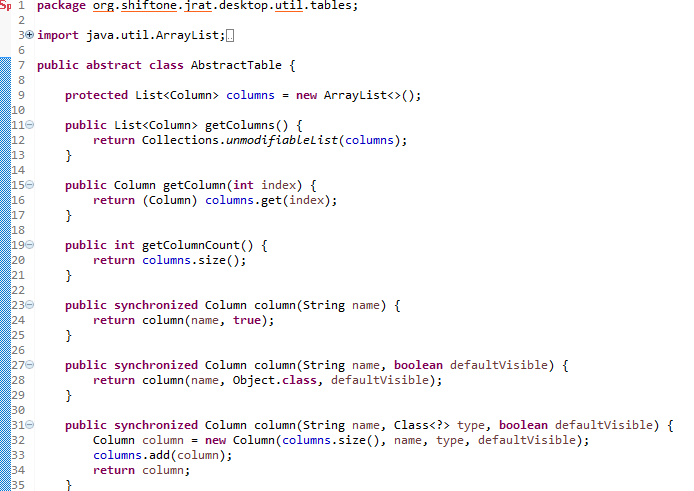 Sp 1 package org.shiftone.jrat.desktop.util.tables;
2
3 import java.util.ArrayList;
6
7 public abstract class AbstractTable {
8
9     protected List<Column> columns = new ArrayList<>();
10
11     public List<Column> getColumns() {
12         return Collections.unmodifiableList(columns);
13     }
14
15     public Column getColumn(int index) {
16         return (Column) columns.get(index);
17     }
18
19     public int getColumnCount() {
20         return columns.size();
21     }
22
23     public synchronized Column column(String name) {
24         return column(name, true);
25     }
26
27     public synchronized Column column(String name, boolean defaultVisible) {
28         return column(name, Object.class, defaultVisible);
29     }
30
31     public synchronized Column column(String name, Class<?> type, boolean defaultVisible) {
32         Column column = new Column(columns.size(), name, type, defaultVisible);
33         columns.add(column);
34         return column;
35     }